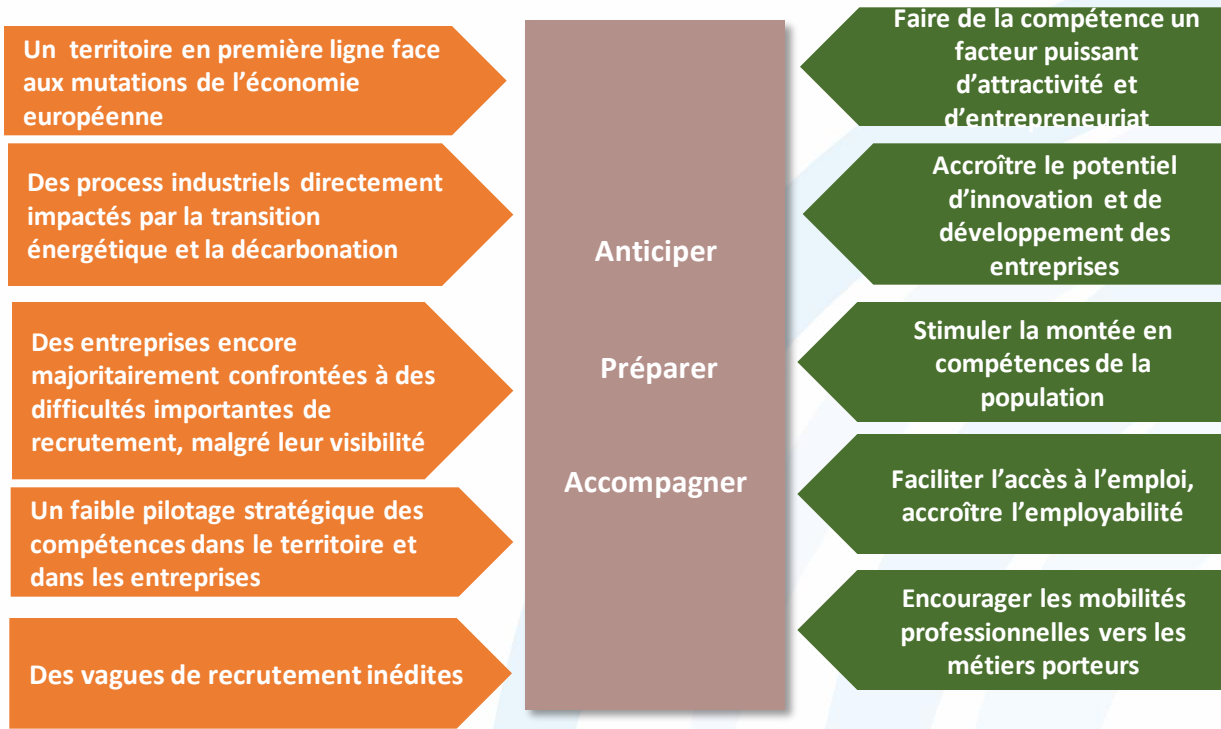 Un territoire en première ligne face
aux mutations de l'économie
européenne
Des process industriels directement
impactés par la transition
énergétique et la décarbonation
Des entreprises encore
majoritairement confrontées à des
difficultés importantes de
recrutement, malgré leur visibilité
Un faible pilotage stratégique des
compétences dans le territoire et
dans les entreprises
Des vagues de recrutement inédites
Anticiper
Préparer
Accompagner
Faire de la compétence un
facteur puissant
d'attractivité et
d'entrepreneuriat
Accroître le potentiel
d'innovation et de
développement des
entreprises
Stimuler la montée en
compétences de la
population
Faciliter l'accès à l'emploi,
accroître l'employabilité
Encourager les mobilités
professionnelles vers les
métiers porteurs